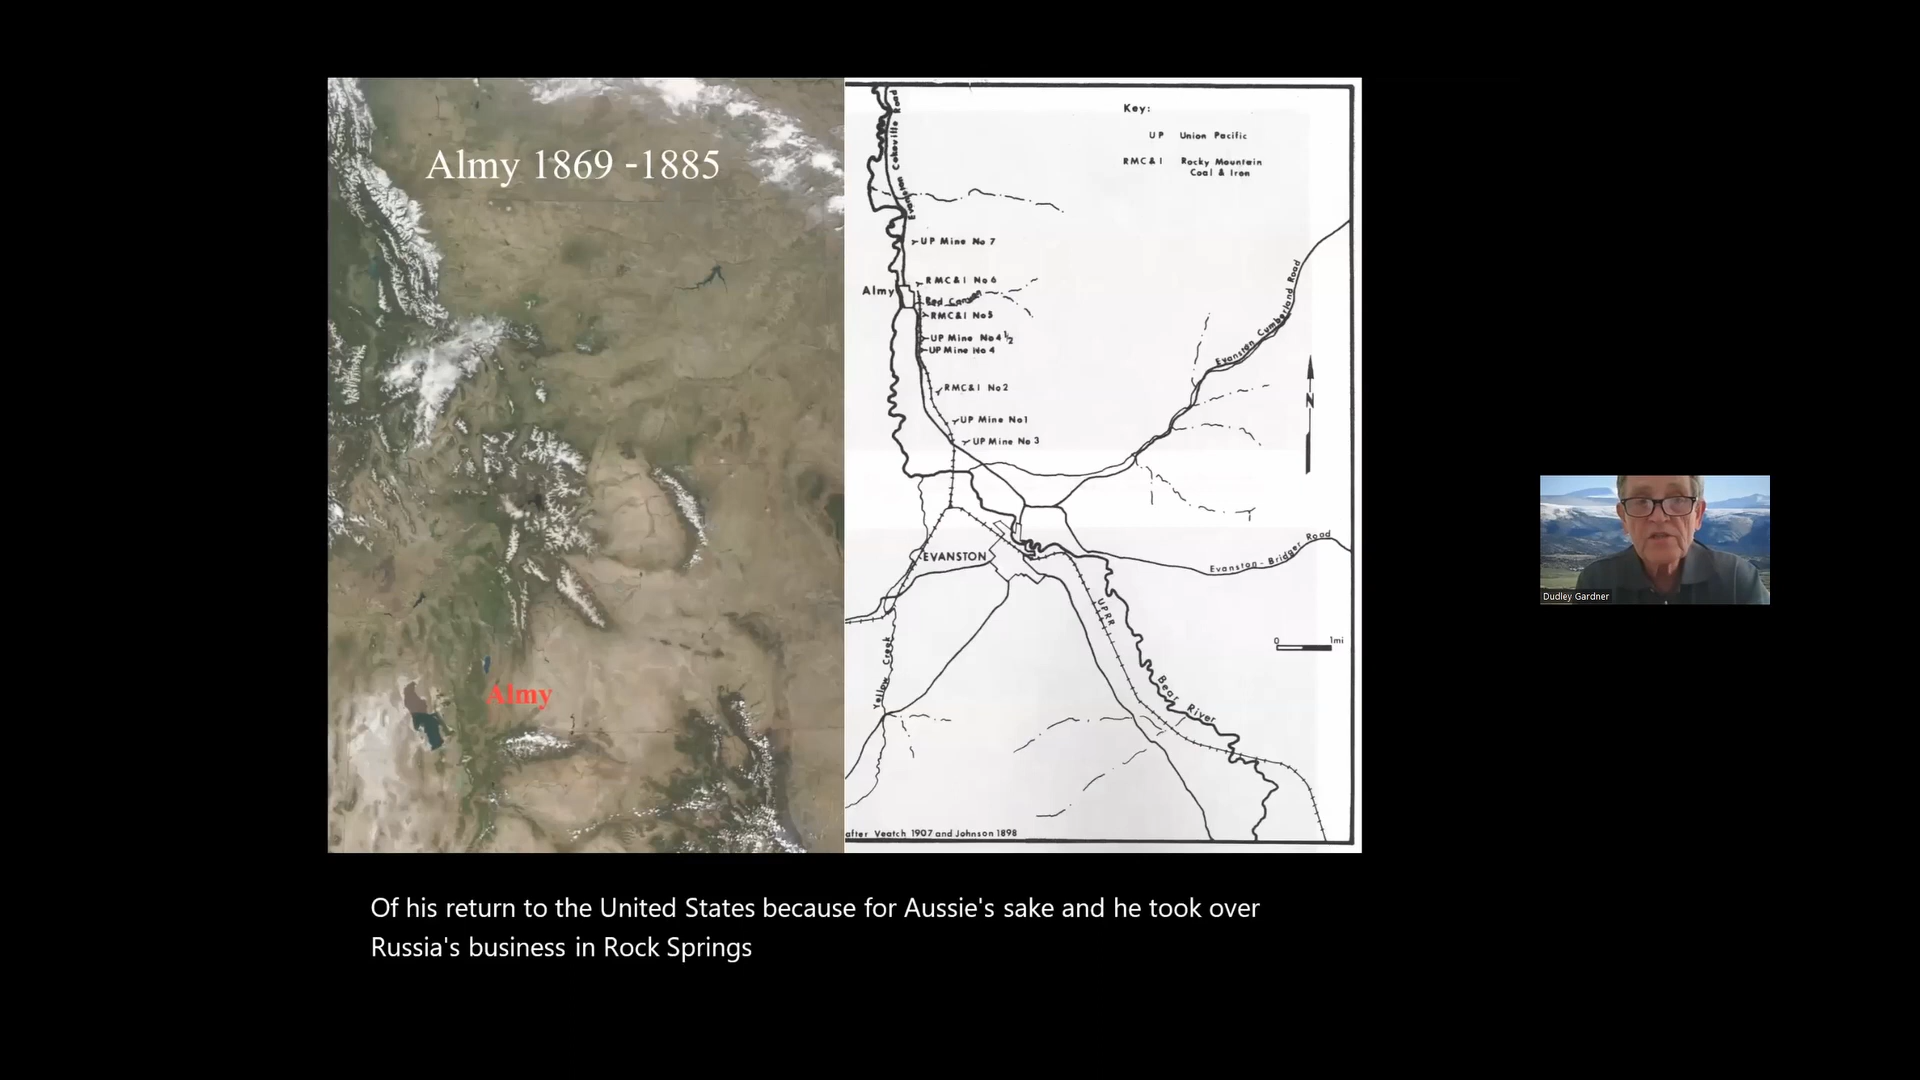 Almy 1869 -1885
Almy
Key:
UP Union Pacific
RMC&I Rocky Mountain
Coal & Iron
Evanston Cokeville Road
UP Mine No 7
RMC&I No 6
Almy
Red Canyon
RMC&I No 5
UP Mine No 4 ½
UP Mine No 4
RMC&I No 2
UP Mine No 1
UP Mine No 3
Evanston Cumberland Road
N
EVANSTON
Evanston - Bridger Road
UPRR
0 1mi
Yellow Creek
Bear River
after Veatch 1907 and Johnson 1898
Dudley Gardner
Of his return to the United States because for Aussie's sake and he took over
Russia's business in Rock Springs